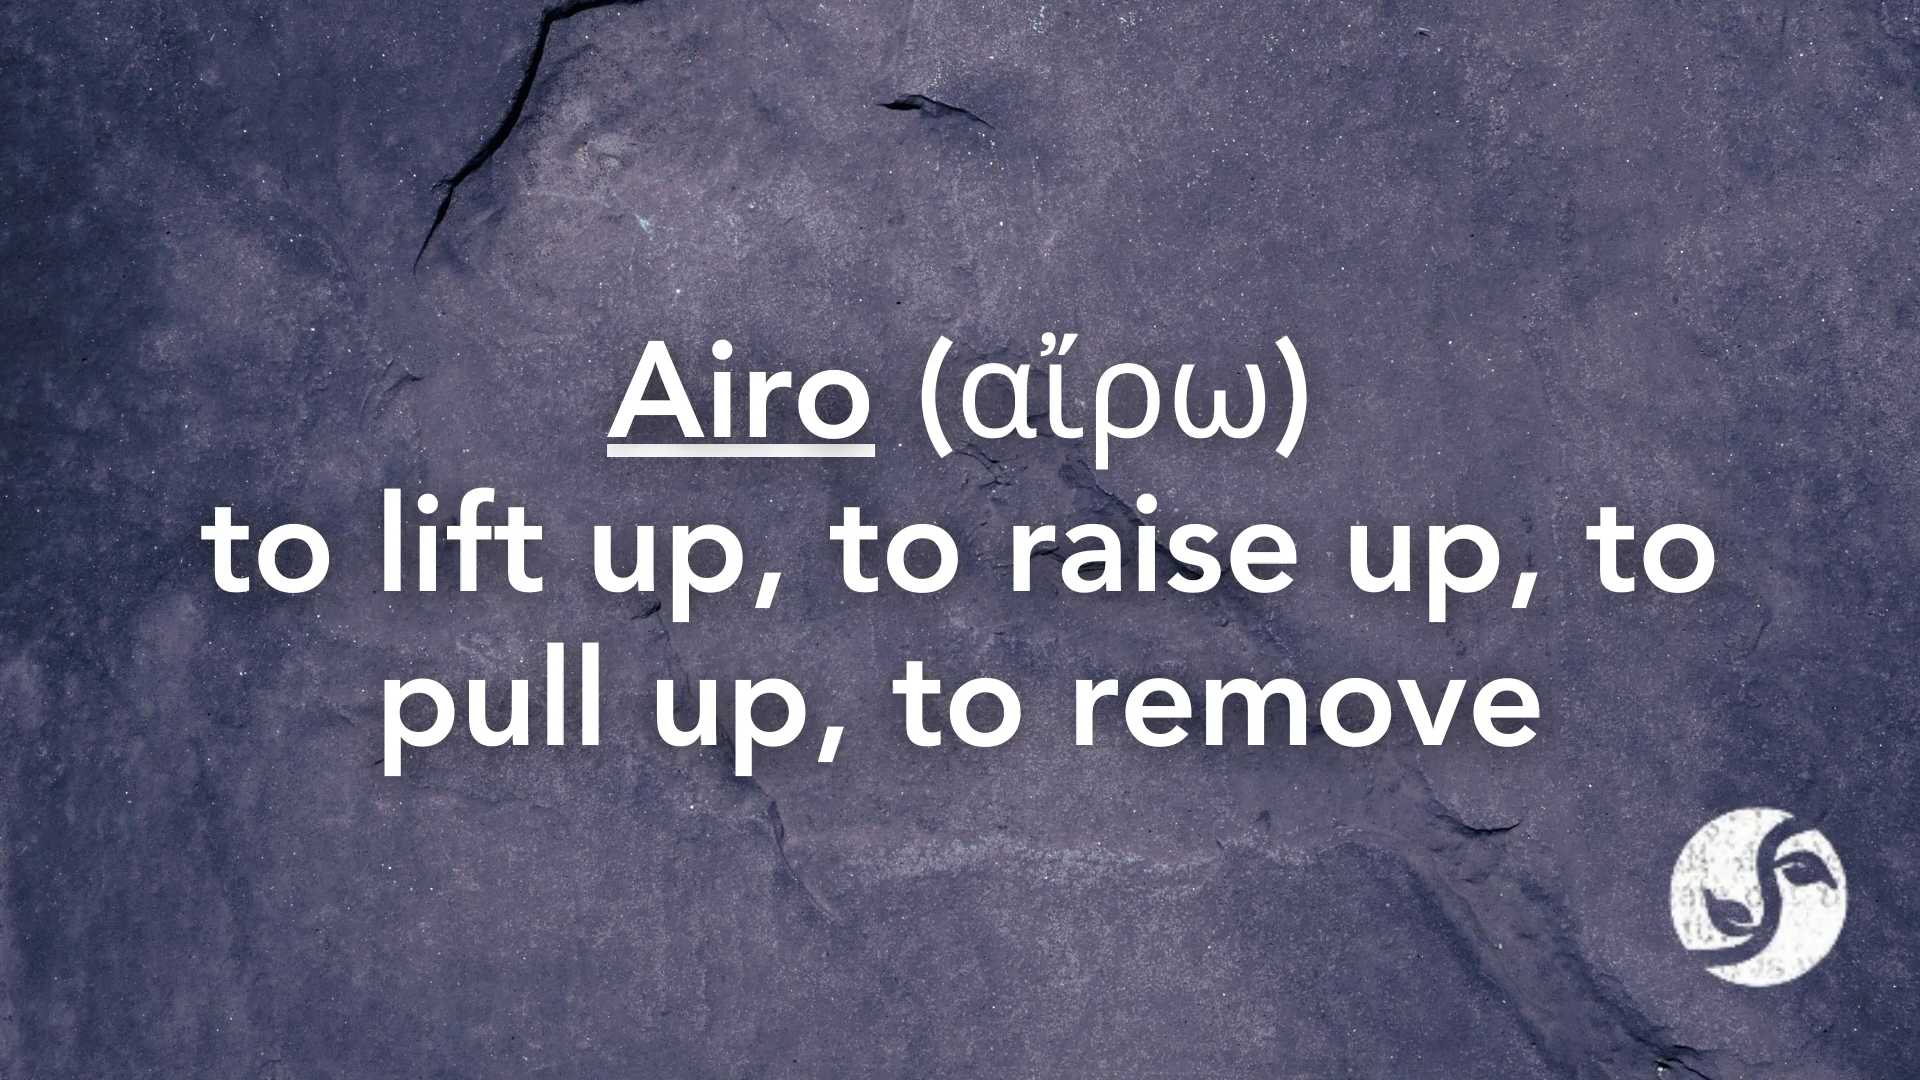 Airo (αἴρω)
to lift up, to raise up, to
pull up, to remove